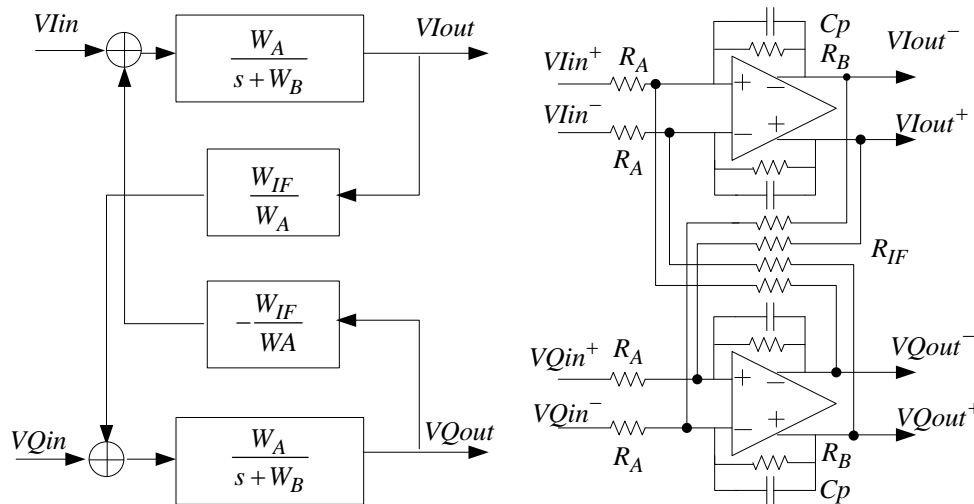 VIin
W_A
s + W_B
VIout
W_IF
W_A
−W_IF
WA
VQin
W_A
s + W_B
VQout
VIin⁺ R_A
VIin⁻
R_A
Cp
R_B
VIout⁻
VIout⁺
+ −
− +
R_IF
VQin⁺ R_A
VQin⁻
R_A
+ −
− +
VQout⁻
VQout⁺
R_B
Cp